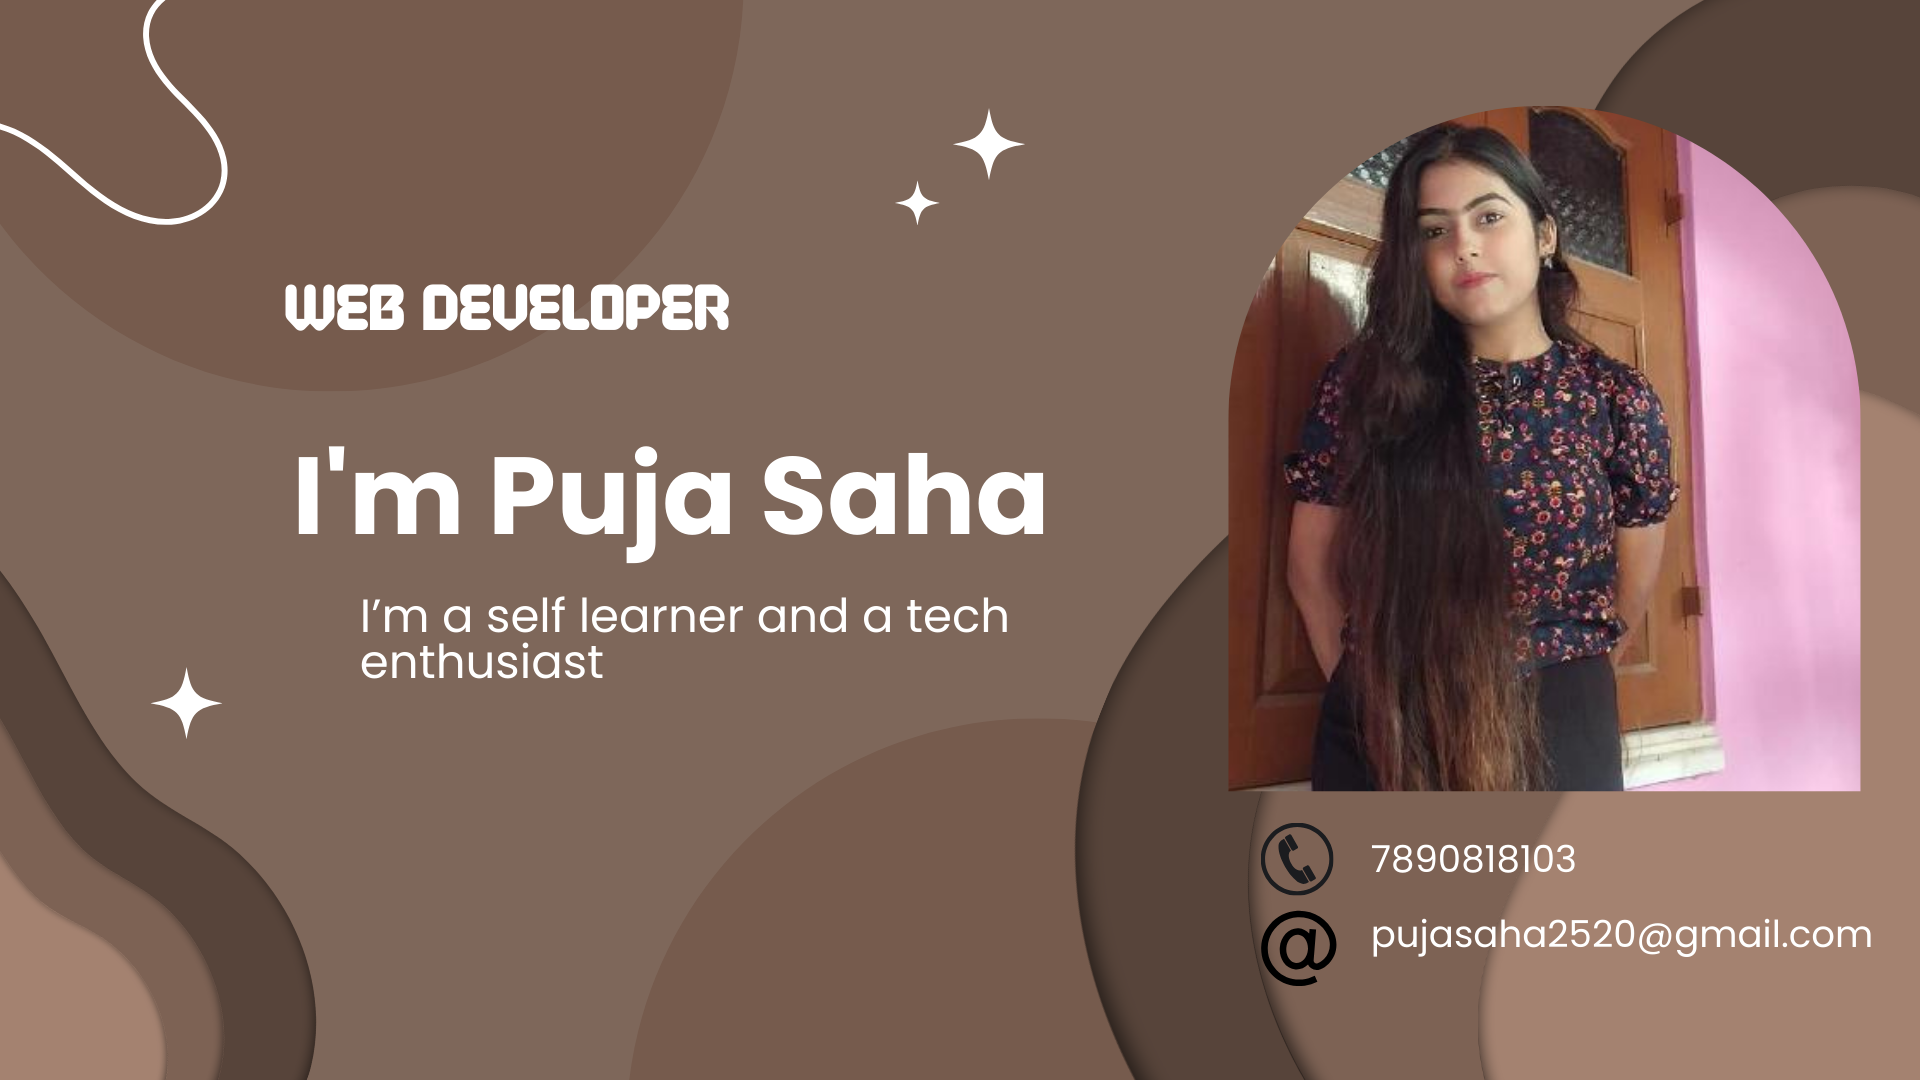 WEB DEVELOPER
I'm Puja Saha
I’m a self learner and a tech
enthusiast
7890818103
@ pujasaha2520@gmail.com